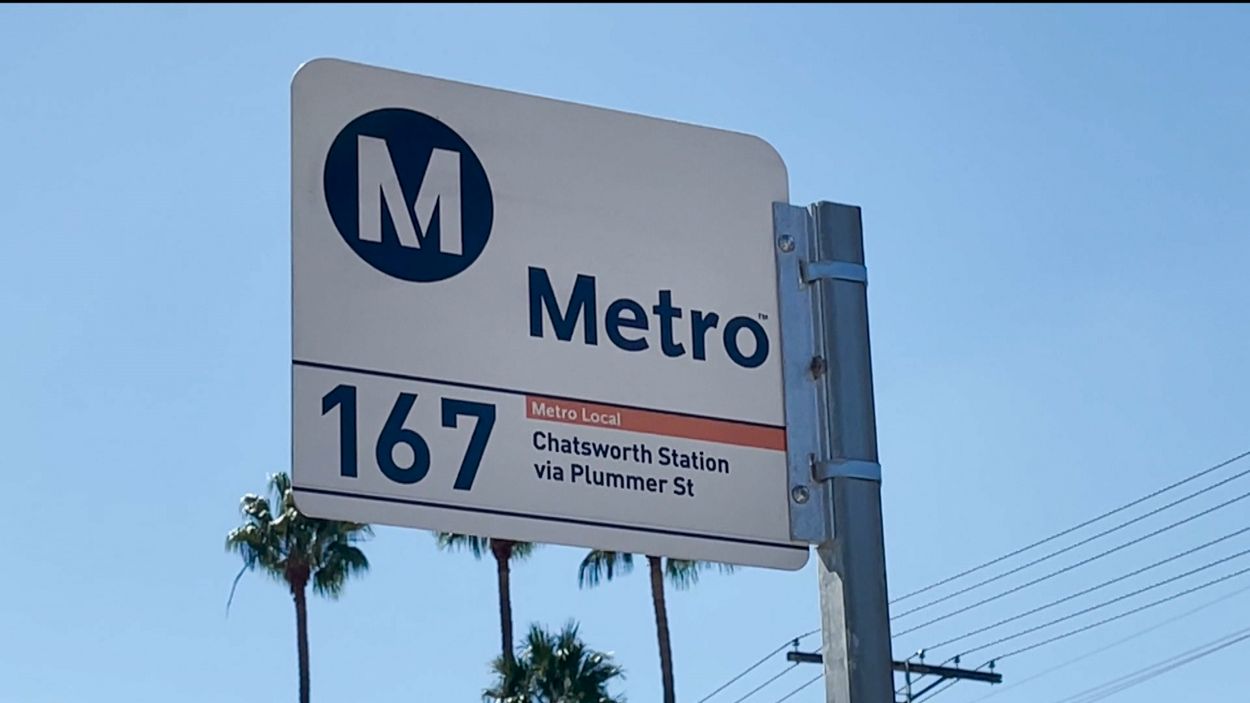 M
Metro™
167
Metro Local
Chatsworth Station
via Plummer St